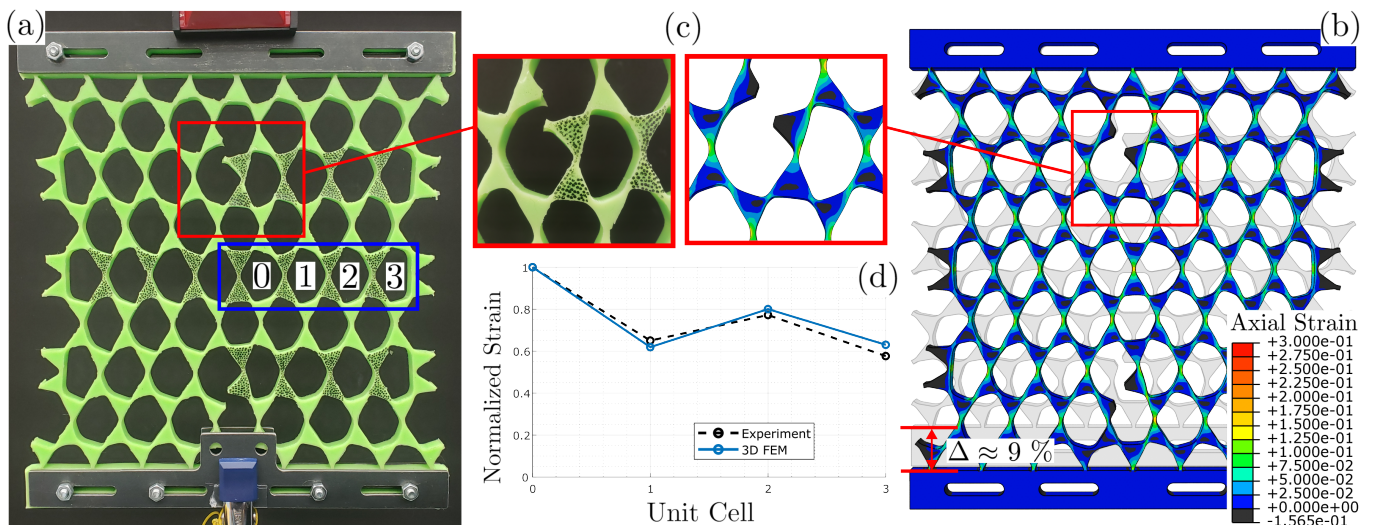 (a)
0 1 2 3
(c)
(d)
1
0.8
0.6
0.4
0.2
0
0 1 2 3
Normalized Strain
Unit Cell
Experiment
3D FEM
(b)
Δ ≈ 9 %
Axial Strain
+3.000e-01
+2.750e-01
+2.500e-01
+2.250e-01
+2.000e-01
+1.750e-01
+1.500e-01
+1.250e-01
+1.000e-01
+7.500e-02
+5.000e-02
+2.500e-02
+0.000e+00
-1.565e-01